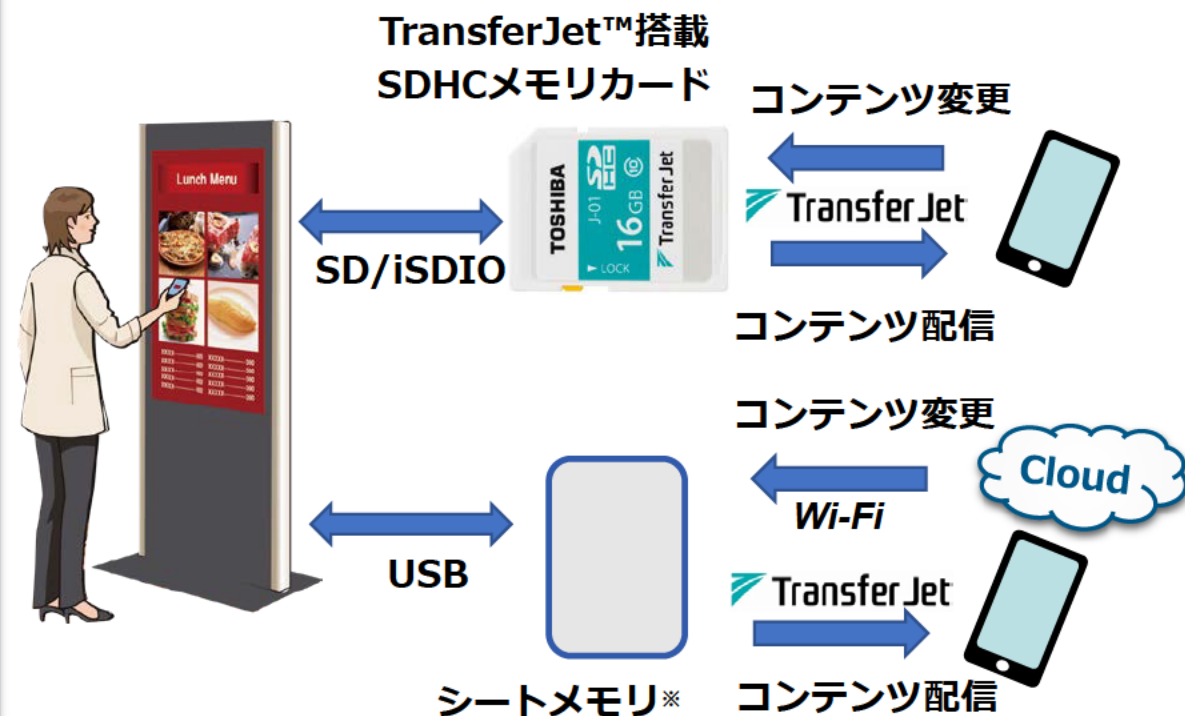 TransferJet™搭載
SDHCメモリカード
コンテンツ変更
Lunch Menu
TOSHIBA
J-01
SD
HC
⑩
16GB
TransferJet
LOCK
TransferJet
SD/iSDIO
コンテンツ配信
コンテンツ変更
Cloud
Wi-Fi
USB
TransferJet
シートメモリ※
コンテンツ配信